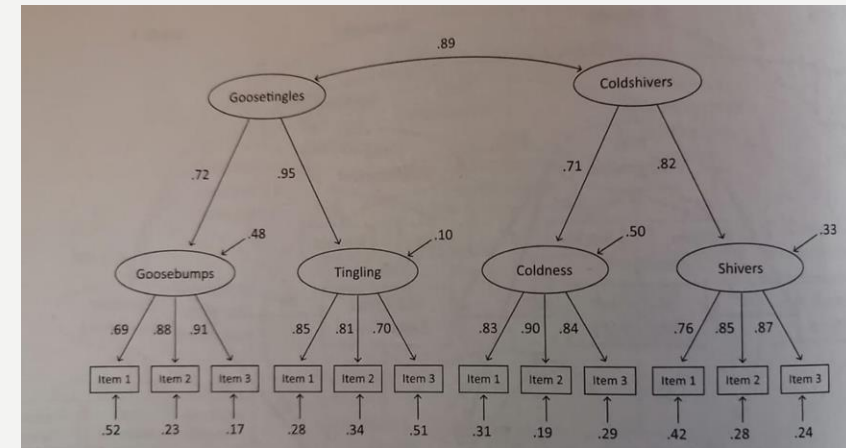 .89
Goosetingles
Coldshivers
.72
.95
.71
.82
.48
.10
.50
.33
Goosebumps
Tingling
Coldness
Shivers
.69 .88 .91
.85 .81 .70
.83 .90 .84
.76 .85 .87
Item 1 Item 2 Item 3 Item 1 Item 2 Item 3 Item 1 Item 2 Item 3 Item 1 Item 2 Item 3
.52 .23 .17 .28 .34 .51 .31 .19 .29 .42 .28 .24